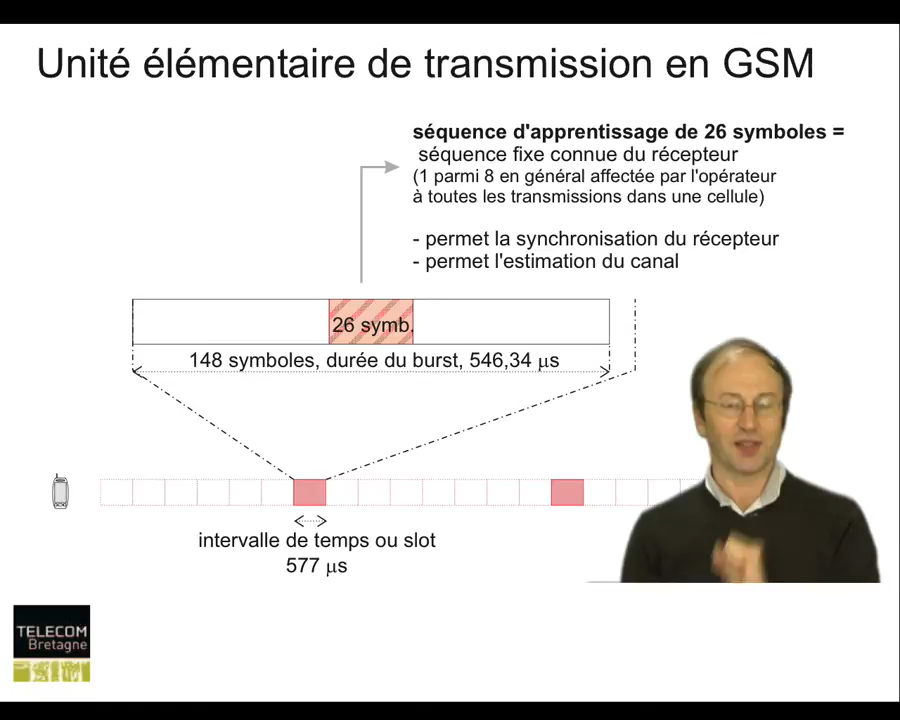 Unité élémentaire de transmission en GSM
séquence d'apprentissage de 26 symboles =
séquence fixe connue du récepteur
(1 parmi 8 en général affectée par l'opérateur
à toutes les transmissions dans une cellule)
- permet la synchronisation du récepteur
- permet l'estimation du canal
26 symb.
148 symboles, durée du burst, 546,34 μs
intervalle de temps ou slot
577 μs
TELECOM
Bretagne